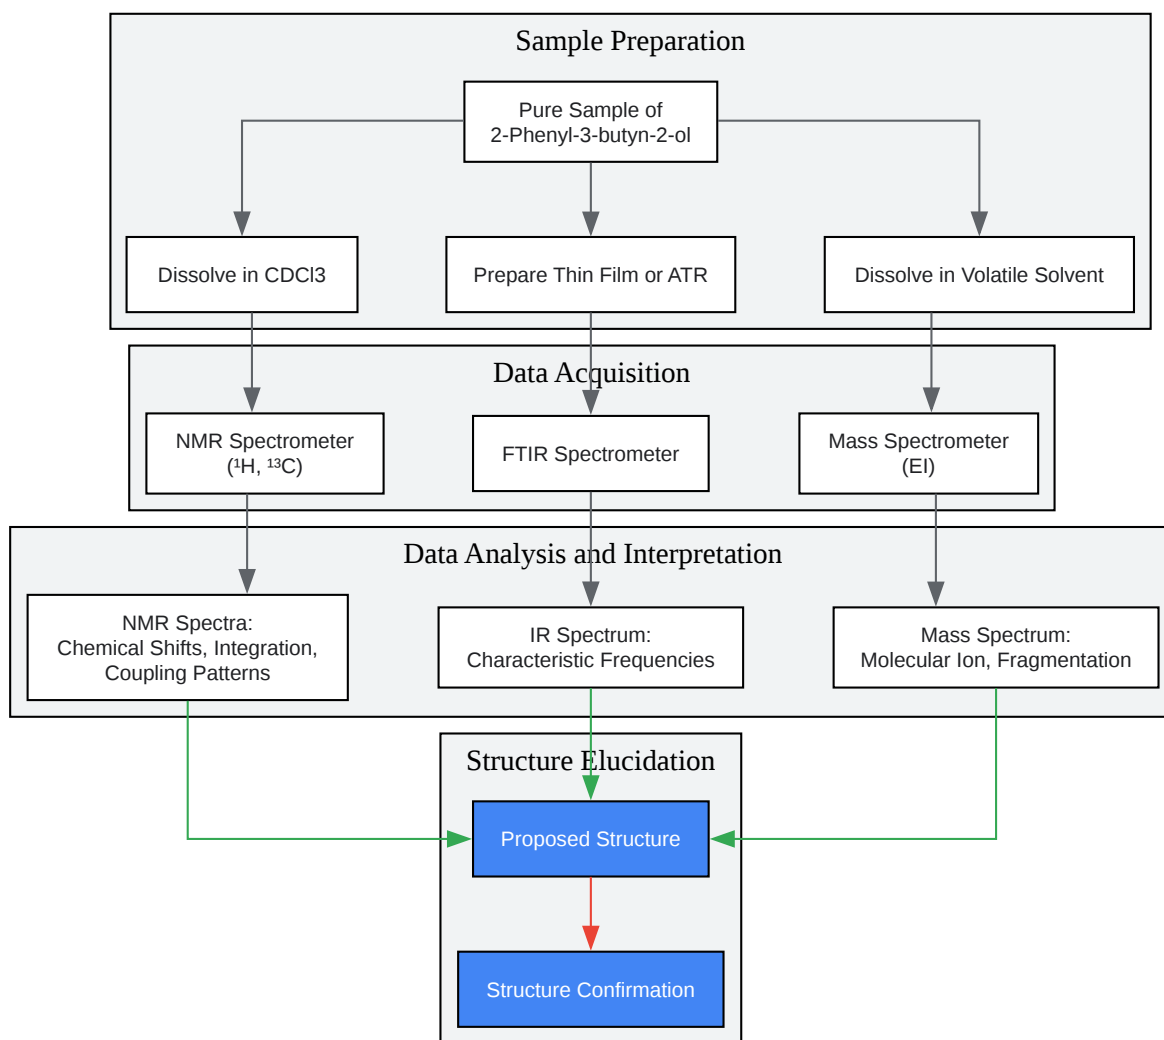 Sample Preparation
Pure Sample of
2-Phenyl-3-butyn-2-ol
Dissolve in CDCl3
Prepare Thin Film or ATR
Dissolve in Volatile Solvent
Data Acquisition
NMR Spectrometer
(¹H, ¹³C)
FTIR Spectrometer
Mass Spectrometer
(EI)
Data Analysis and Interpretation
NMR Spectra:
Chemical Shifts, Integration,
Coupling Patterns
IR Spectrum:
Characteristic Frequencies
Mass Spectrum:
Molecular Ion, Fragmentation
Structure Elucidation
Proposed Structure
Structure Confirmation